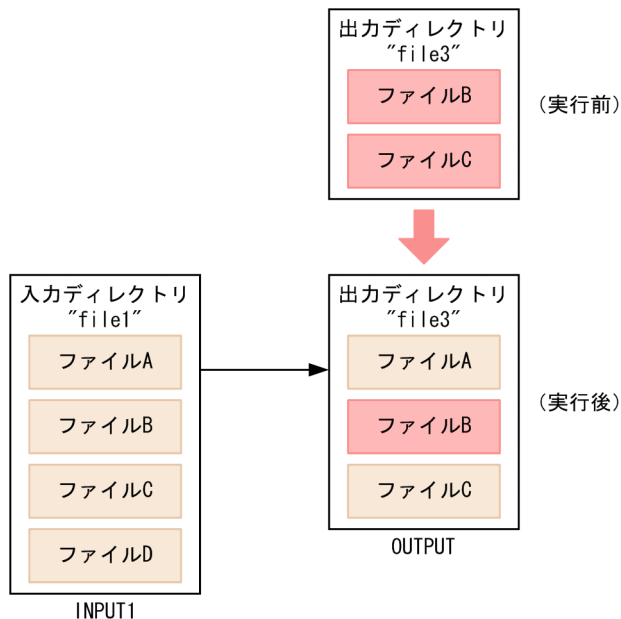 出力ディレクトリ
"file3"
ファイルB
ファイルC
（実行前）
入力ディレクトリ
"file1"
ファイルA
ファイルB
ファイルC
ファイルD
INPUT1
出力ディレクトリ
"file3"
ファイルA
ファイルB
ファイルC
OUTPUT
（実行後）